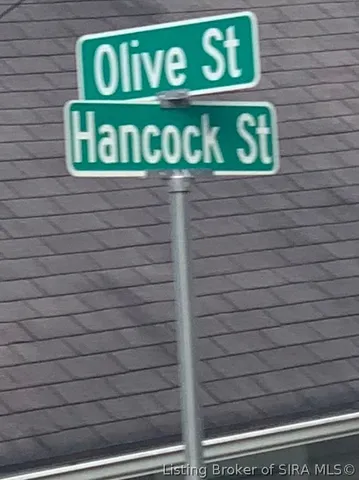 Olive St
Hancock St
Listing Broker of SIRA MLS©